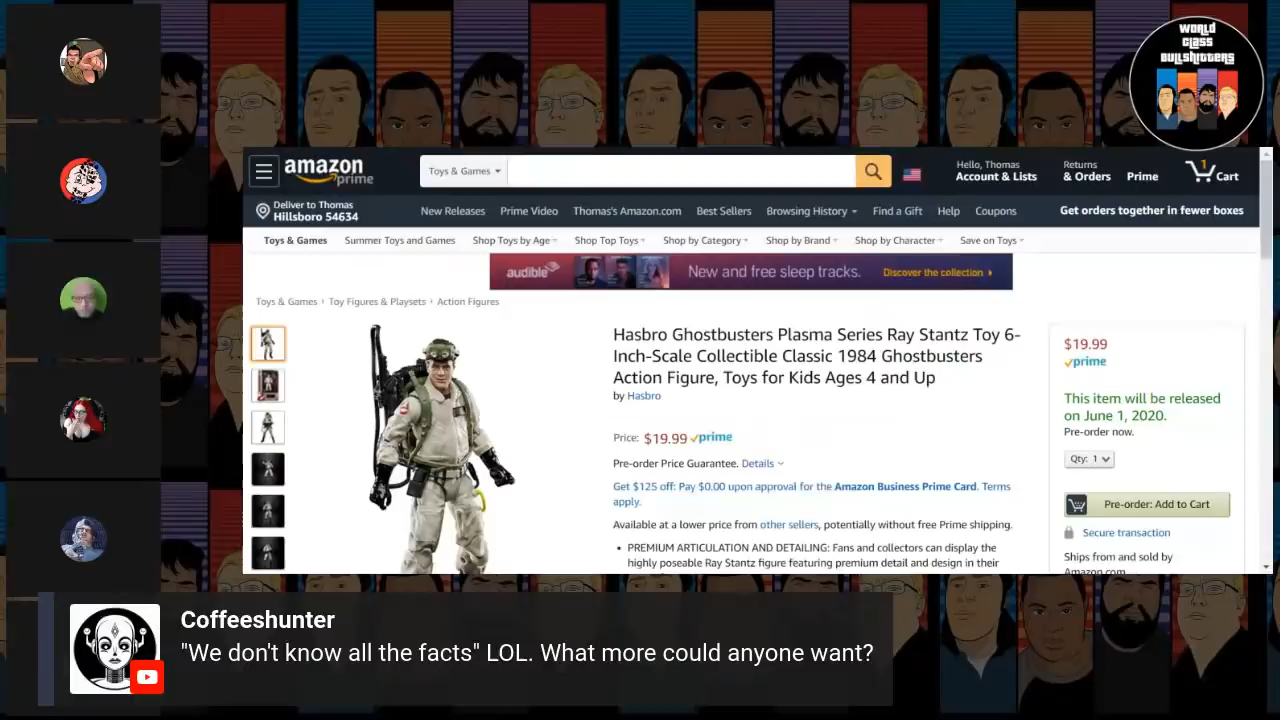 WORLD
CLASS
BULLSHITTERS
amazon
prime
Toys & Games
Hello, Thomas
Account & Lists
Returns
& Orders
Prime
1
Cart
Deliver to Thomas
Hillsboro 54634
New Releases Prime Video Thomas's Amazon.com Best Sellers Browsing History Find a Gift Help Coupons
Get orders together in fewer boxes
Toys & Games Summer Toys and Games Shop Toys by Age Shop Top Toys Shop by Category Shop by Brand Shop by Character Save on Toys
audible New and free sleep tracks. Discover the collection
Toys & Games › Toy Figures & Playsets › Action Figures
Hasbro Ghostbusters Plasma Series Ray Stantz Toy 6-
Inch-Scale Collectible Classic 1984 Ghostbusters
Action Figure, Toys for Kids Ages 4 and Up
by Hasbro
Price: $19.99 prime
Pre-order Price Guarantee. Details
Get $125 off: Pay $0.00 upon approval for the Amazon Business Prime Card. Terms
apply.
Available at a lower price from other sellers, potentially without free Prime shipping.
• PREMIUM ARTICULATION AND DETAILING: Fans and collectors can display the
highly poseable Ray Stantz figure featuring premium detail and design in their
$19.99
prime
This item will be released
on June 1, 2020.
Pre-order now.
Qty: 1
Pre-order: Add to Cart
Secure transaction
Ships from and sold by
Amazon.com
Coffeeshunter
"We don't know all the facts" LOL. What more could anyone want?